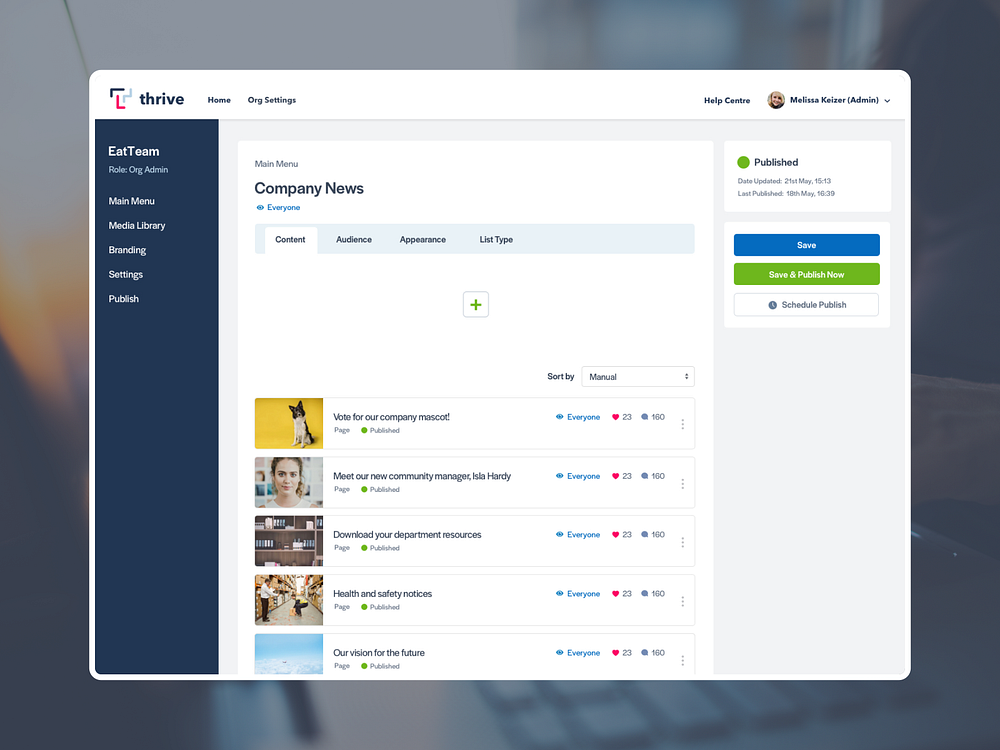 thrive
Home
Org Settings
Help Centre
Melissa Keizer (Admin)
EatTeam
Role: Org Admin
Main Menu
Media Library
Branding
Settings
Publish
Main Menu
Company News
Everyone
Content
Audience
Appearance
List Type
Sort by
Manual
Vote for our company mascot!
Page
Published
Everyone
23
160
Meet our new community manager, Isla Hardy
Page
Published
Everyone
23
160
Download your department resources
Page
Published
Everyone
23
160
Health and safety notices
Page
Published
Everyone
23
160
Our vision for the future
Page
Published
Everyone
23
160
Published
Date Updated: 21st May, 15:13
Last Published: 18th May, 16:39
Save
Save & Publish Now
Schedule Publish